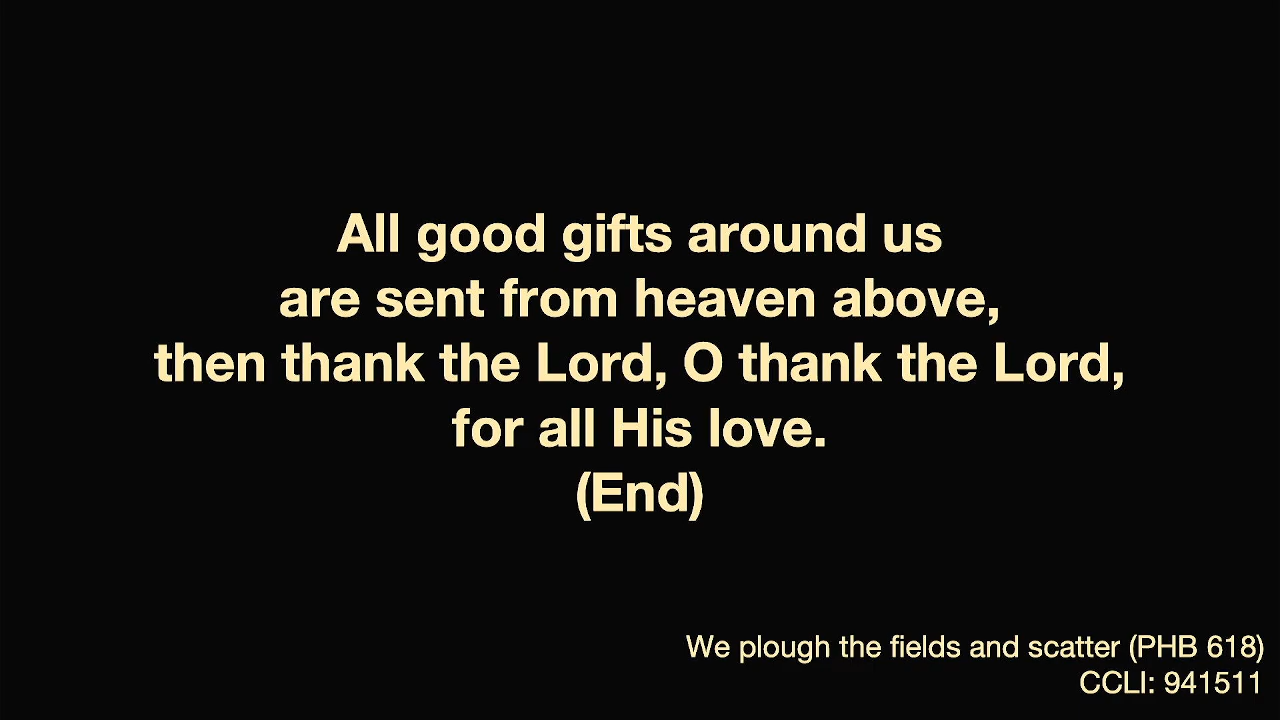 All good gifts around us
are sent from heaven above,
then thank the Lord, O thank the Lord,
for all His love.
(End)
We plough the fields and scatter (PHB 618)
CCLI: 941511